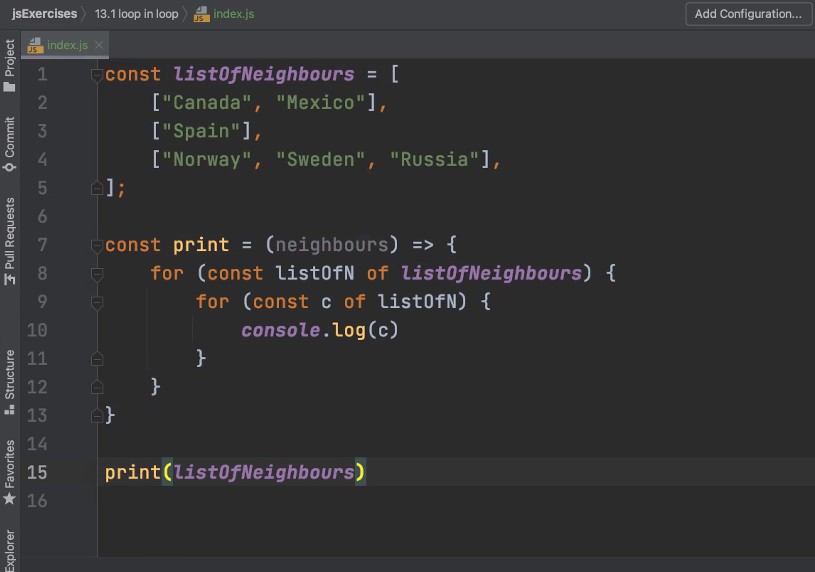 jsExercises 13.1 loop in loop index.js Add Configuration...
index.js
Project
Commit
Pull Requests
Structure
Favorites
Explorer
1 const listOfNeighbours = [
2     ["Canada", "Mexico"],
3     ["Spain"],
4     ["Norway", "Sweden", "Russia"],
5 ];
6
7 const print = (neighbours) => {
8     for (const listOfN of listOfNeighbours) {
9         for (const c of listOfN) {
10             console.log(c)
11         }
12     }
13 }
14
15 print(listOfNeighbours)
16